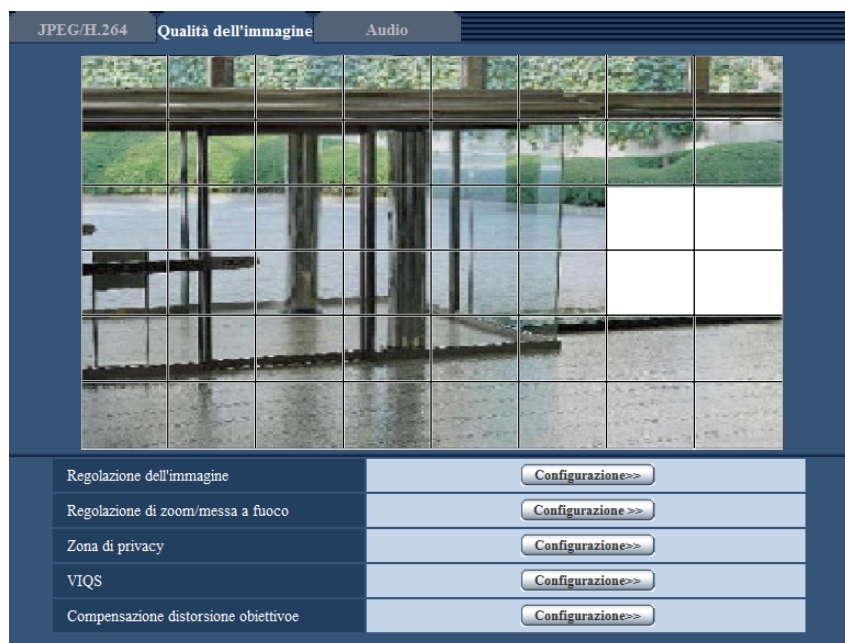 JPEG/H.264 Qualità dell'immagine Audio
Regolazione dell'immagine Configurazione>>
Regolazione di zoom/messa a fuoco Configurazione >>
Zona di privacy Configurazione>>
VIQS Configurazione>>
Compensazione distorsione obiettivoe Configurazione>>